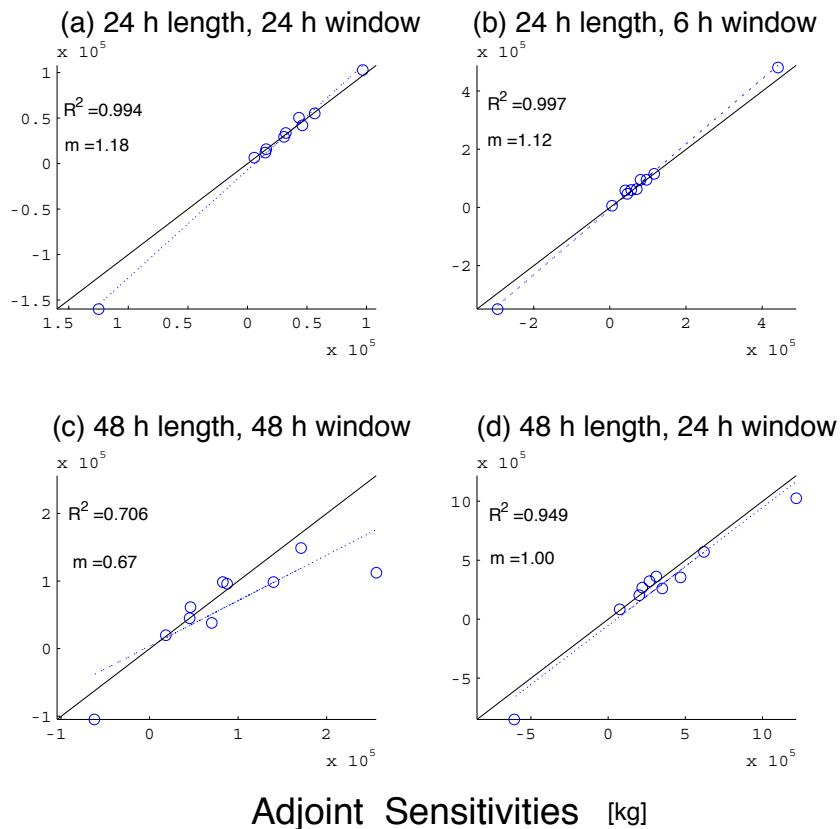 (a) 24 h length, 24 h window
x 10^5
1
0.5
0
-0.5
-1
-1.5
R^2 =0.994
m =1.18
1.5 1 0.5 0 0.5 1
x 10^5
(b) 24 h length, 6 h window
x 10^5
4
2
0
-2
R^2 =0.997
m =1.12
-2 0 2 4
x 10^5
(c) 48 h length, 48 h window
x 10^5
2
1
0
-1
R^2 =0.706
m =0.67
-1 0 1 2
x 10^5
(d) 48 h length, 24 h window
x 10^5
10
5
0
-5
R^2 =0.949
m =1.00
-5 0 5 10
x 10^5
Adjoint Sensitivities [kg]